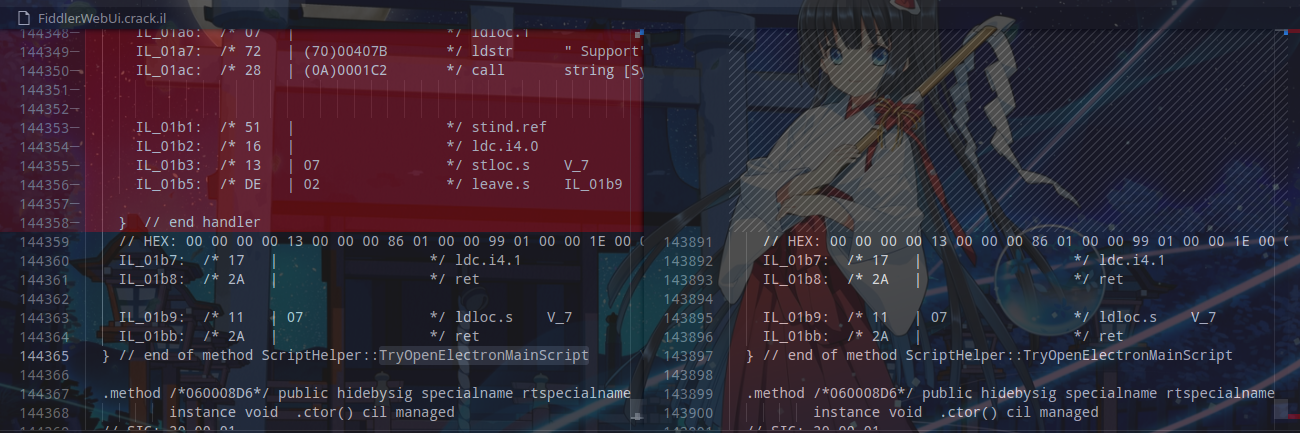 FiddlerWebUi.crack.il
144348 IL_01a6: /* 07 | */ ldloc.1
144349 IL_01a7: /* 72 | (70)00407B */ ldstr " Support"
144350 IL_01ac: /* 28 | (0A)0001C2 */ call string [Sy
144351
144352
144353 IL_01b1: /* 51 | */ stind.ref
144354 IL_01b2: /* 16 | */ ldc.i4.0
144355 IL_01b3: /* 13 | 07 */ stloc.s V_7
144356 IL_01b5: /* DE | 02 */ leave.s IL_01b9
144357
144358 } // end handler
144359 // HEX: 00 00 00 00 13 00 00 00 86 01 00 00 99 01 00 00 1E 00
144360 IL_01b7: /* 17 | */ ldc.i4.1
144361 IL_01b8: /* 2A | */ ret
144362
144363 IL_01b9: /* 11 | 07 */ ldloc.s V_7
144364 IL_01bb: /* 2A | */ ret
144365 } // end of method ScriptHelper::TryOpenElectronMainScript
144366
144367 .method /*060008D6*/ public hidebysig specialname rtspecialname
144368 instance void .ctor() cil managed
// SIG: 20 00 01
143891 // HEX: 00 00 00 00 13 00 00 00 86 01 00 00 99 01 00 00 1E 00
143892 IL_01b7: /* 17 | */ ldc.i4.1
143893 IL_01b8: /* 2A | */ ret
143894
143895 IL_01b9: /* 11 | 07 */ ldloc.s V_7
143896 IL_01bb: /* 2A | */ ret
143897 } // end of method ScriptHelper::TryOpenElectronMainScript
143898
143899 .method /*060008D6*/ public hidebysig specialname rtspecialname
143900 instance void .ctor() cil managed
// SIG: 20 00 01